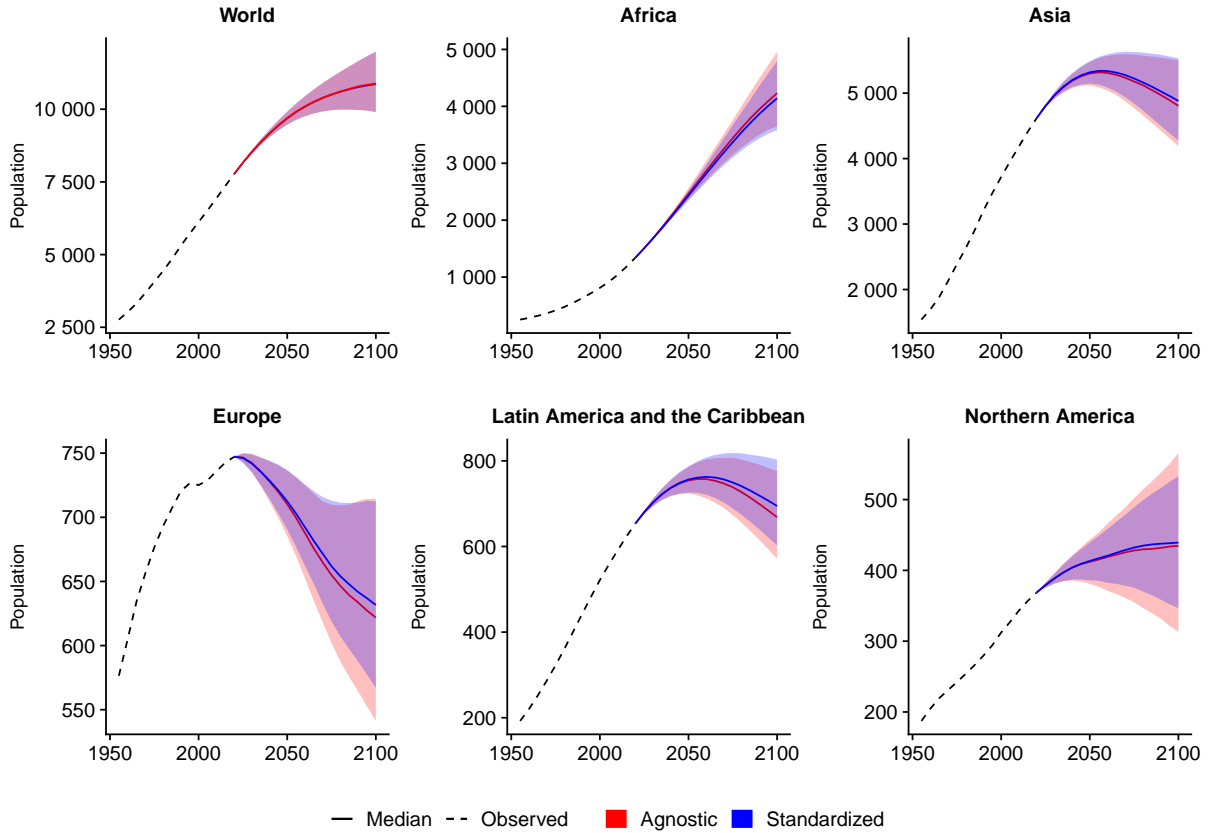 World
Africa
Asia
Population
10 000
7 500
5 000
2 500
1950 2000 2050 2100
Population
5 000
4 000
3 000
2 000
1 000
1950 2000 2050 2100
Population
5 000
4 000
3 000
2 000
1950 2000 2050 2100
Europe
Latin America and the Caribbean
Northern America
Population
750
700
650
600
550
1950 2000 2050 2100
Population
800
600
400
200
1950 2000 2050 2100
Population
500
400
300
200
1950 2000 2050 2100
Median Observed Agnostic Standardized